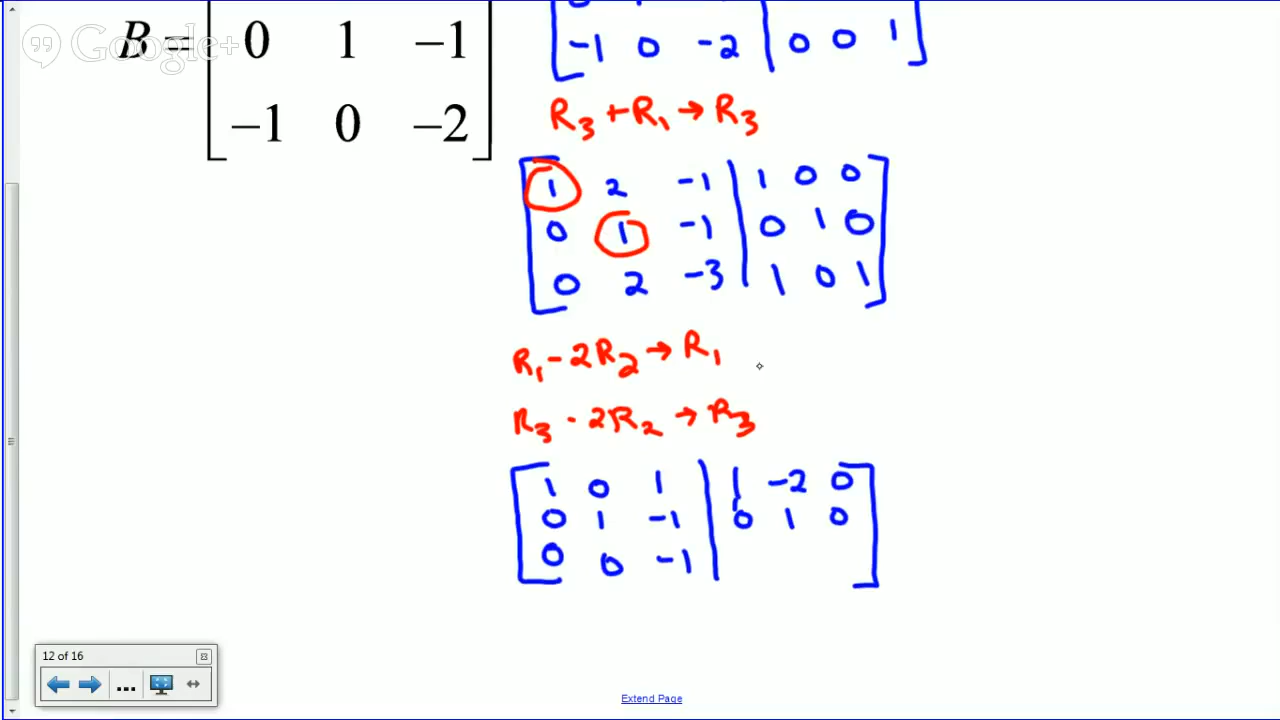 Google+
B = [ 0 1 −1
−1 0 −2 ]
-1 0 -2 | 0 0 1
R3 + R1 → R3
1 2 -1 | 1 0 0
0 1 -1 | 0 1 0
0 2 -3 | 1 0 1
R1 - 2R2 → R1
R3 - 2R2 → R3
1 0 1 | 1 -2 0
0 1 -1 | 0 1 0
0 0 -1 |
12 of 16
...
Extend Page